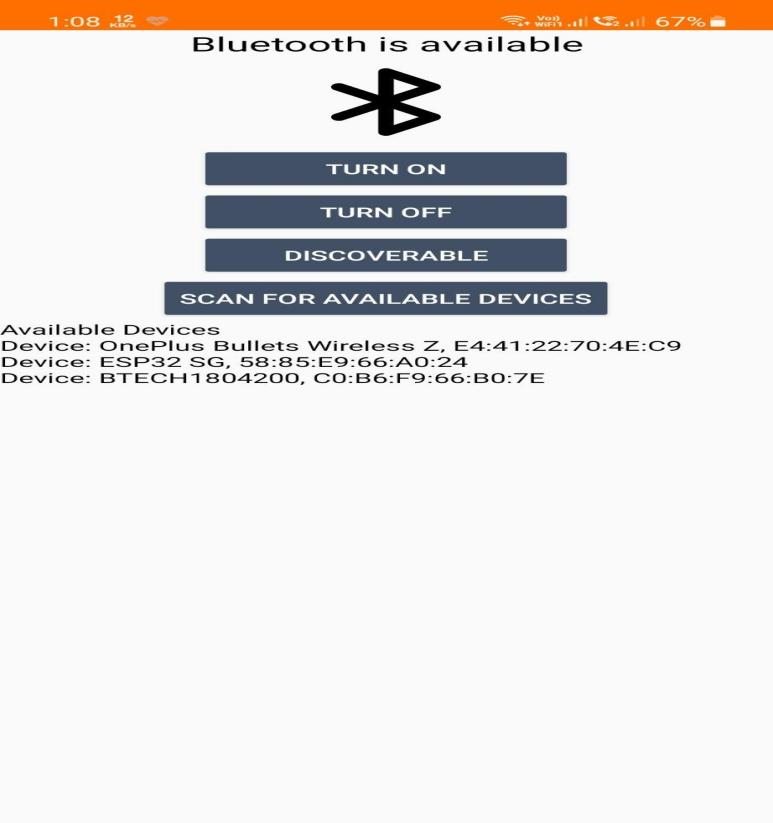 1:08 12 KB/s Vo)) WiFi1 2 67%
Bluetooth is available
TURN ON
TURN OFF
DISCOVERABLE
SCAN FOR AVAILABLE DEVICES
Available Devices
Device: OnePlus Bullets Wireless Z, E4:41:22:70:4E:C9
Device: ESP32 SG, 58:85:E9:66:A0:24
Device: BTECH1804200, C0:B6:F9:66:B0:7E